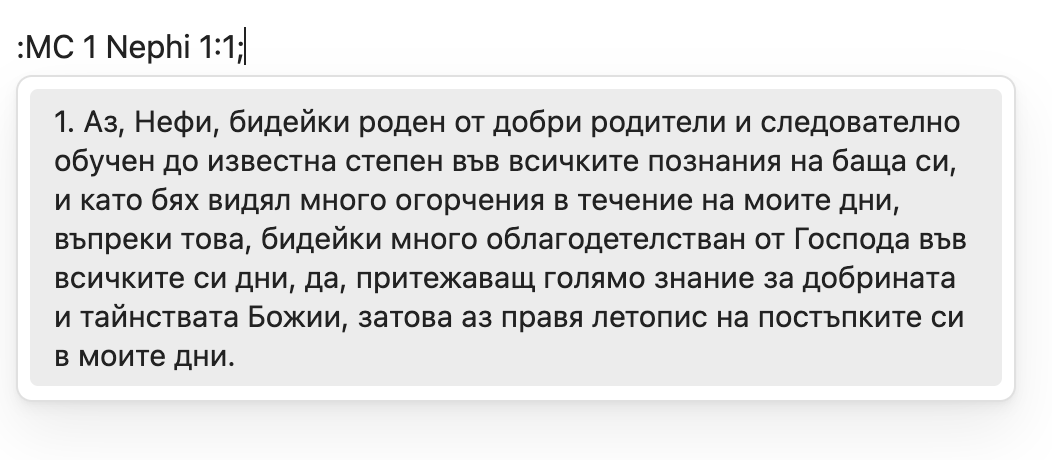 :MC 1 Nephi 1:1;
1. Аз, Нефи, бидейки роден от добри родители и следователно
обучен до известна степен във всичките познания на баща си,
и като бях видял много огорчения в течение на моите дни,
въпреки това, бидейки много облагодетелстван от Господа във
всичките си дни, да, притежаващ голямо знание за добрината
и тайнствата Божии, затова аз правя летопис на постъпките си
в моите дни.